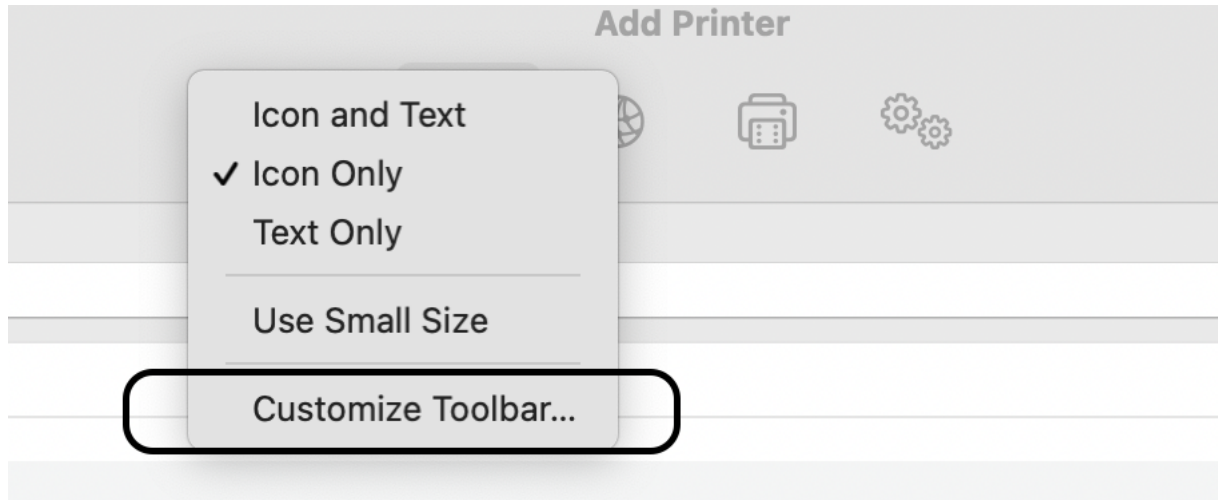 Add Printer
Icon and Text
✓ Icon Only
Text Only
Use Small Size
Customize Toolbar...